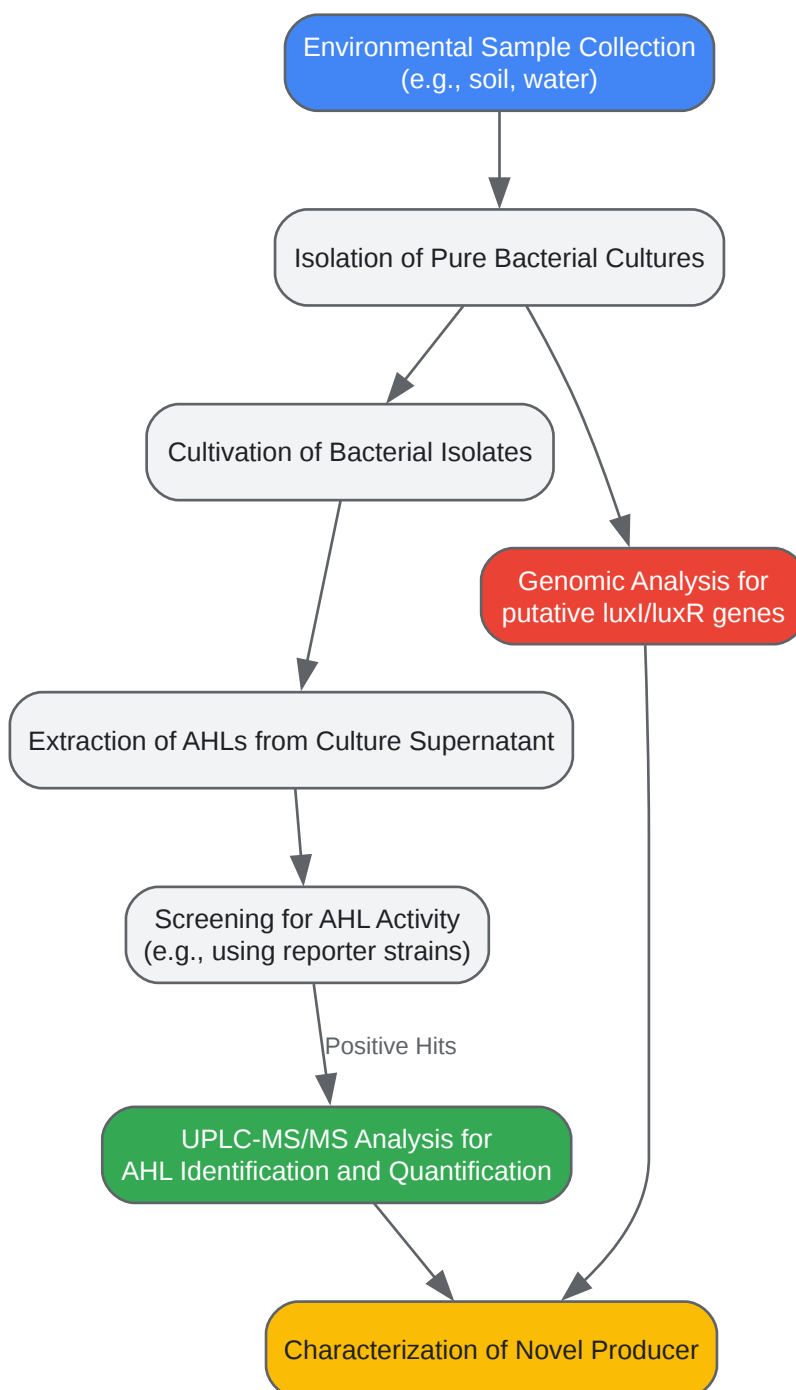 Environmental Sample Collection
(e.g., soil, water)
Isolation of Pure Bacterial Cultures
Cultivation of Bacterial Isolates
Genomic Analysis for
putative luxI/luxR genes
Extraction of AHLs from Culture Supernatant
Screening for AHL Activity
(e.g., using reporter strains)
Positive Hits
UPLC-MS/MS Analysis for
AHL Identification and Quantification
Characterization of Novel Producer